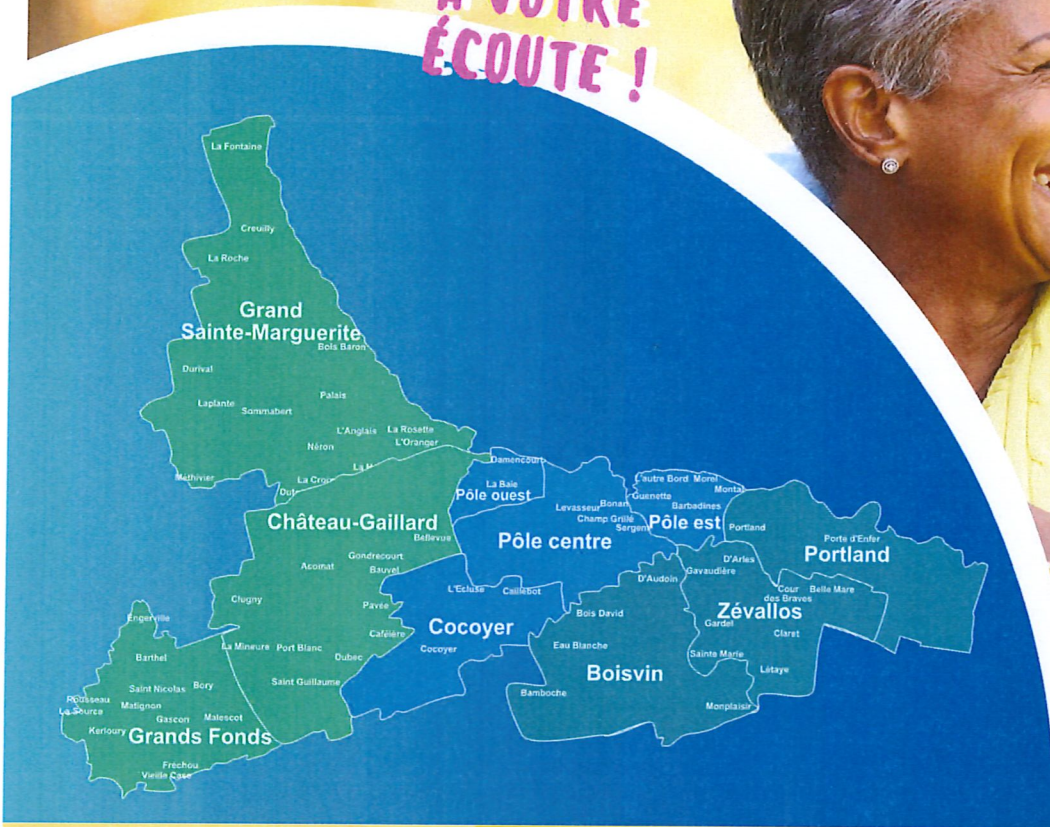 À VOTRE
ÉCOUTE !
La Fontaine
Creuilly
La Roche
Grand
Sainte-Marguerite
Bois Baron
Durival
Laplante
Sommabert
Palais
L'Anglais
La Rosette
L'Oranger
Néron
Méthivier
La Croix
Château-Gaillard
Bellevue
Gondrecourt
Acomat
Bauvel
Clugny
Pavée
Caféière
La Mineure
Port Blanc
Dubec
Saint Guillaume
Engerville
Barthel
Saint Nicolas
Bory
Rousseau
La Source
Matignon
Gascon
Malescot
Kerloury
Grands Fonds
Fréchou
Vieille Case
Damencourt
La Baie
Pôle ouest
Levasseur
Bonan
Champ Grillé
Sergent
Pôle centre
L'Ecluse
Caillebot
Cocoyer
Cocoyer
L'autre Bord
Morel
Guenette
Montal
Barbadines
Pôle est
Portland
Porte d'Enfer
Portland
D'Arles
Gavaudière
D'Audoin
Cour
des Braves
Belle Mare
Zévallos
Gardel
Claret
Bois David
Eau Blanche
Sainte Marie
Boisvin
Létaye
Bamboche
Monplaisir